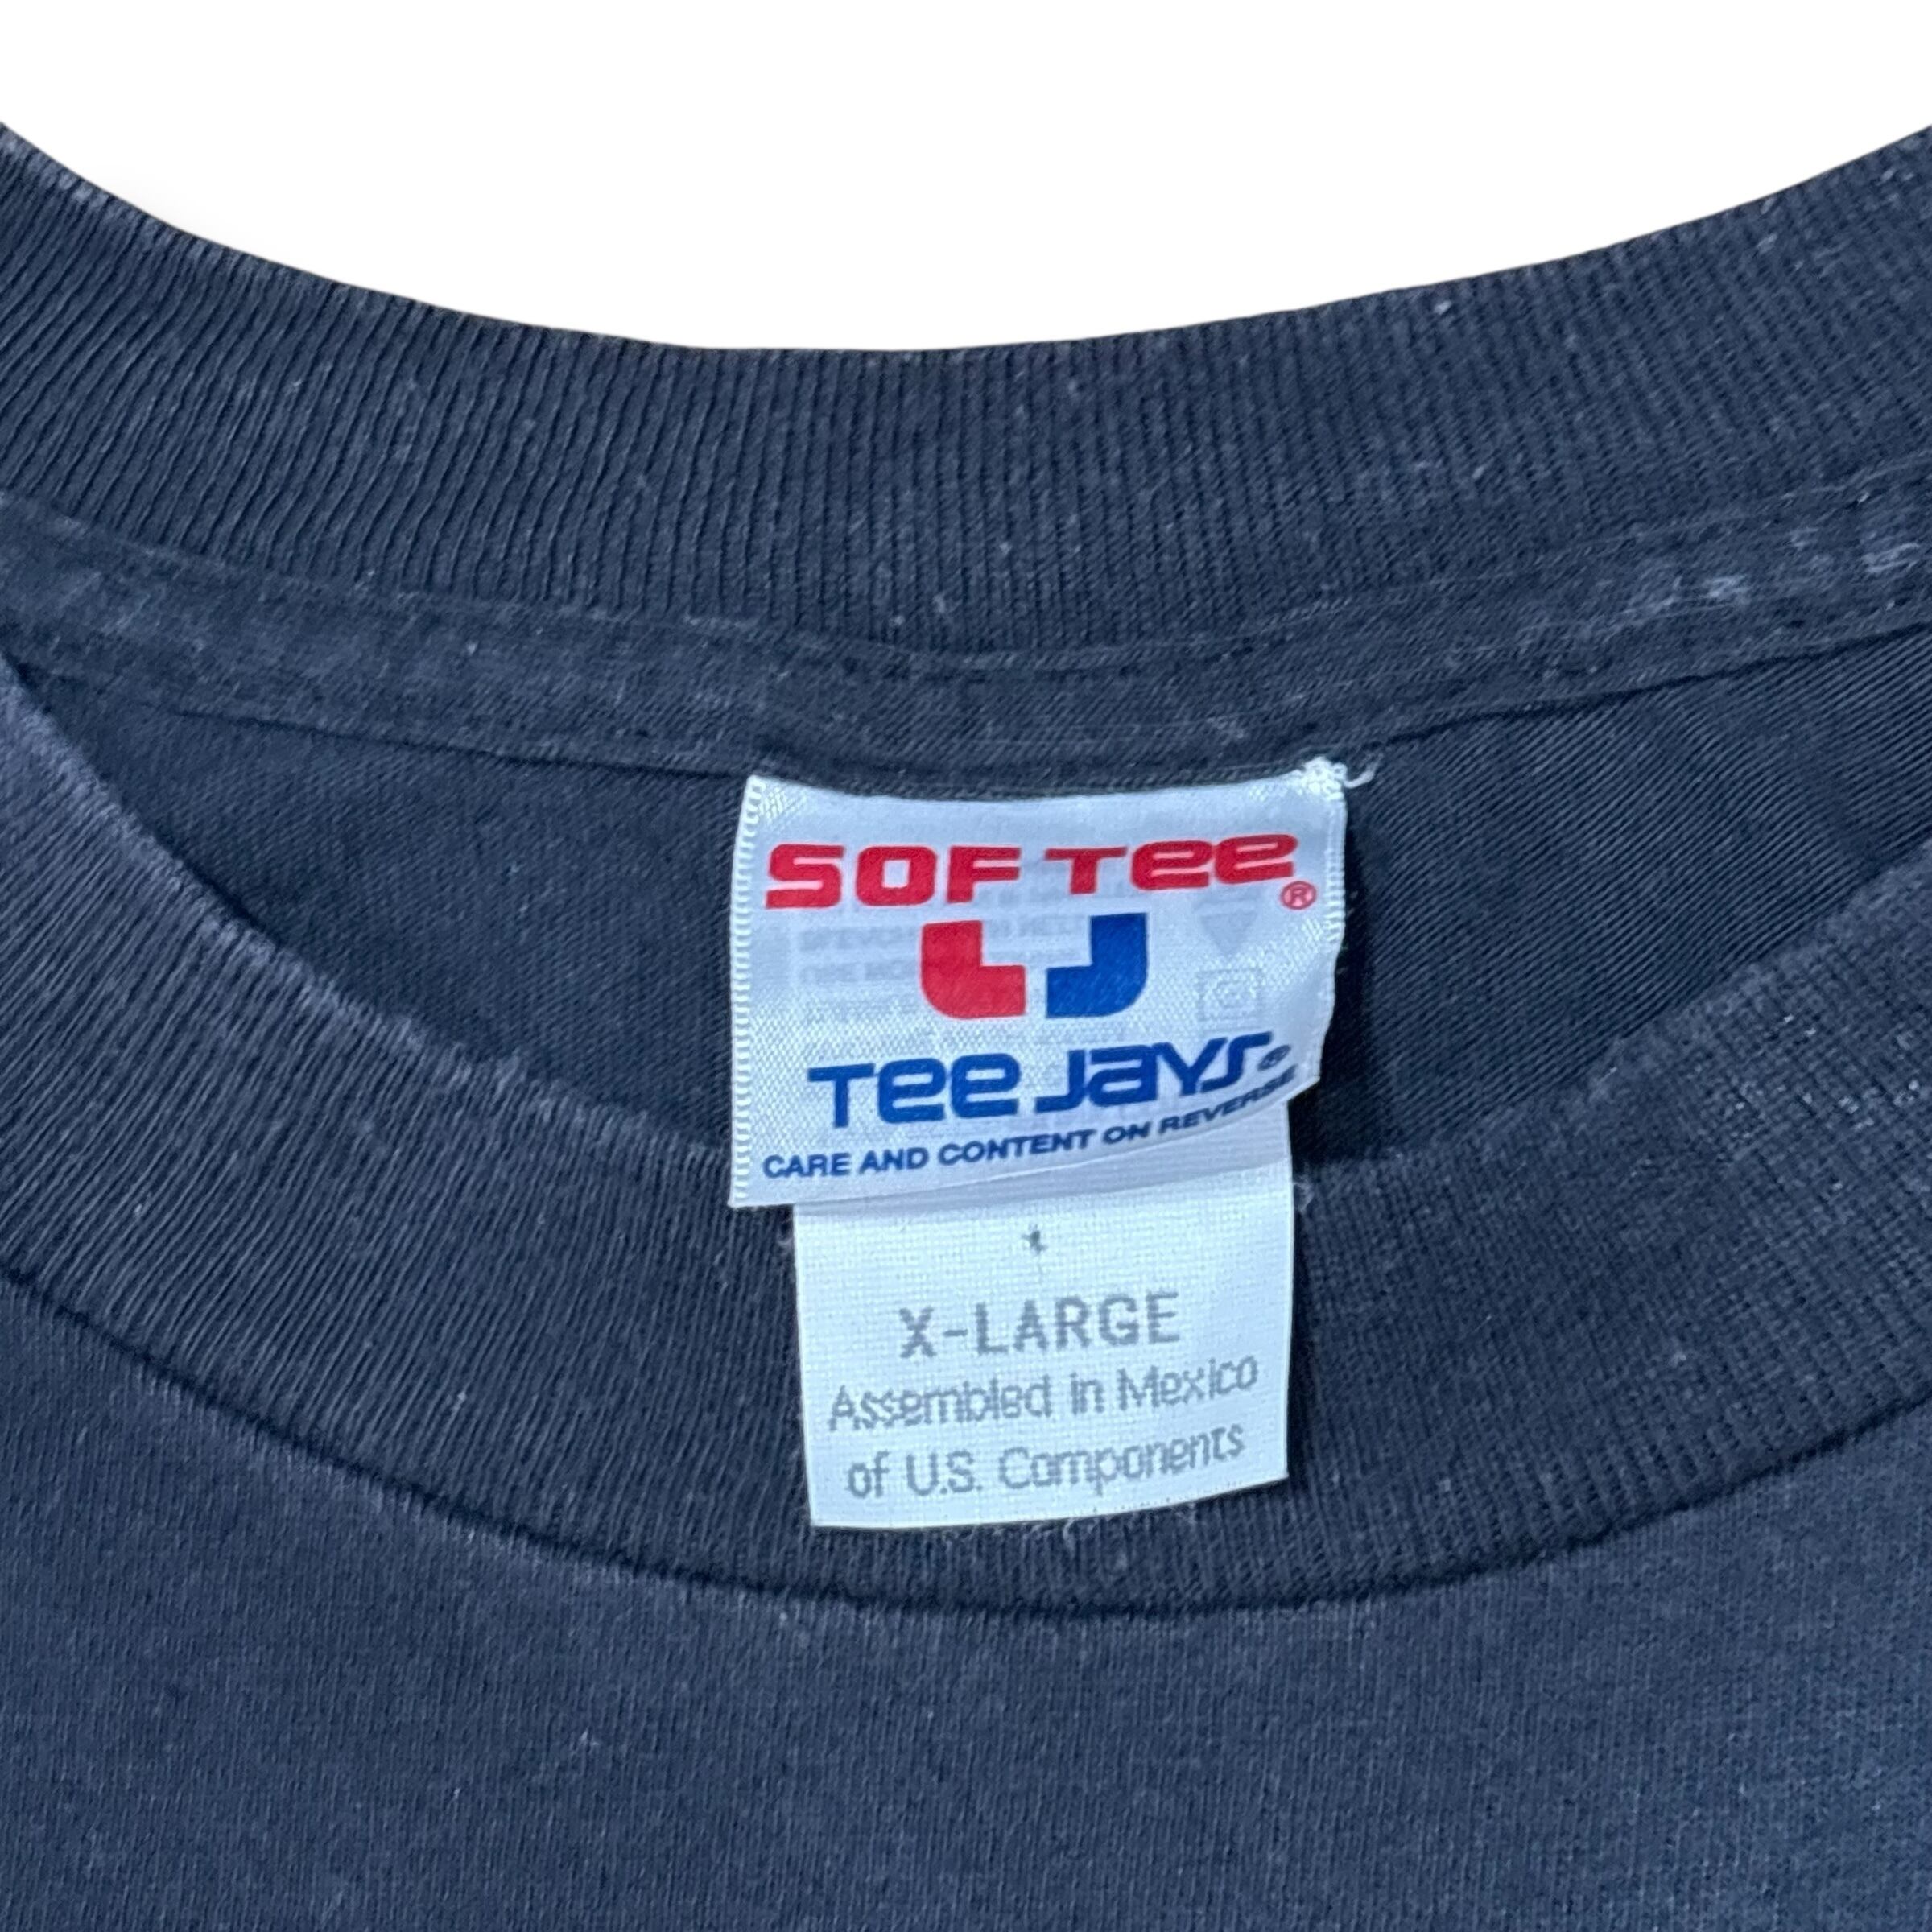 SOF TEE®
TEE JAYS®
CARE AND CONTENT ON REVERSE
X-LARGE
Assembled in Mexico
of U.S. Components